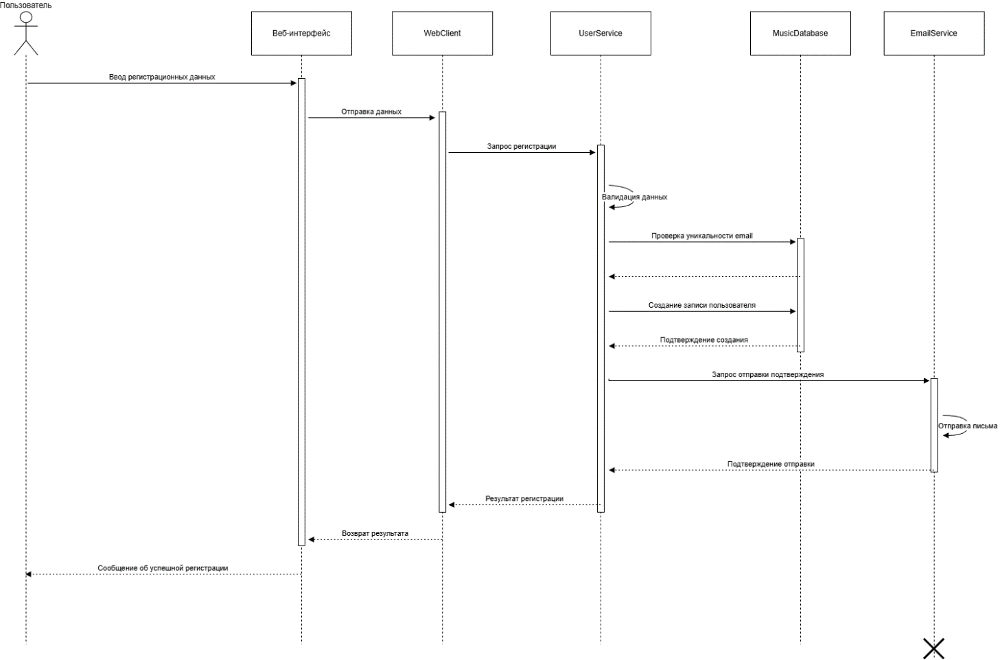 Пользователь
Веб-интерфейс
WebClient
UserService
MusicDatabase
EmailService
Ввод регистрационных данных
Отправка данных
Запрос регистрации
Валидация данных
Проверка уникальности email
Создание записи пользователя
Подтверждение создания
Запрос отправки подтверждения
Отправка письма
Подтверждение отправки
Результат регистрации
Возврат результата
Сообщение об успешной регистрации